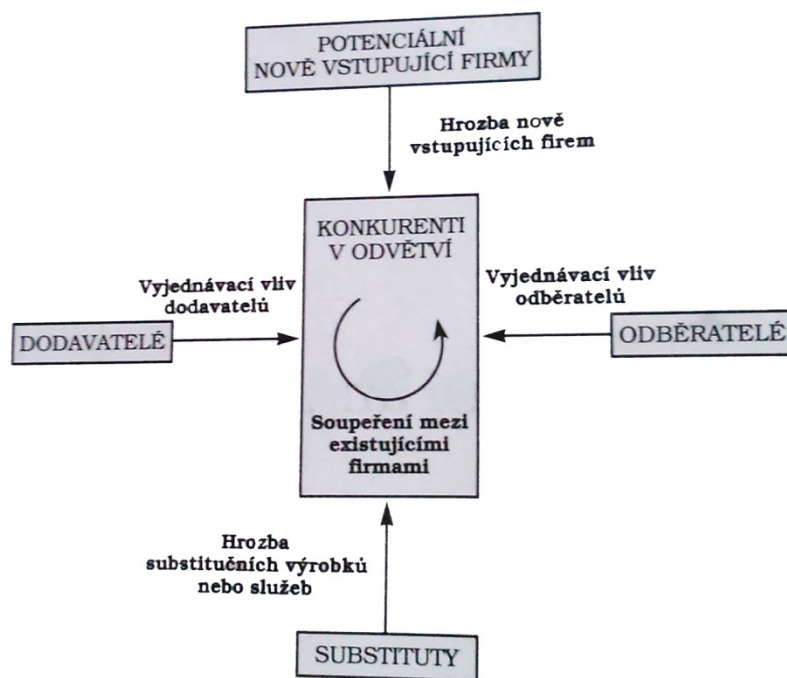 POTENCIÁLNÍ
NOVĚ VSTUPUJÍCÍ FIRMY
Hrozba nově
vstupujících firem
KONKURENTI
V ODVĚTVÍ
Vyjednávací vliv
dodavatelů
Vyjednávací vliv
odběratelů
DODAVATELÉ
ODBĚRATELÉ
Soupeření mezi
existujícími
firmami
Hrozba
substitučních výrobků
nebo služeb
SUBSTITUTY